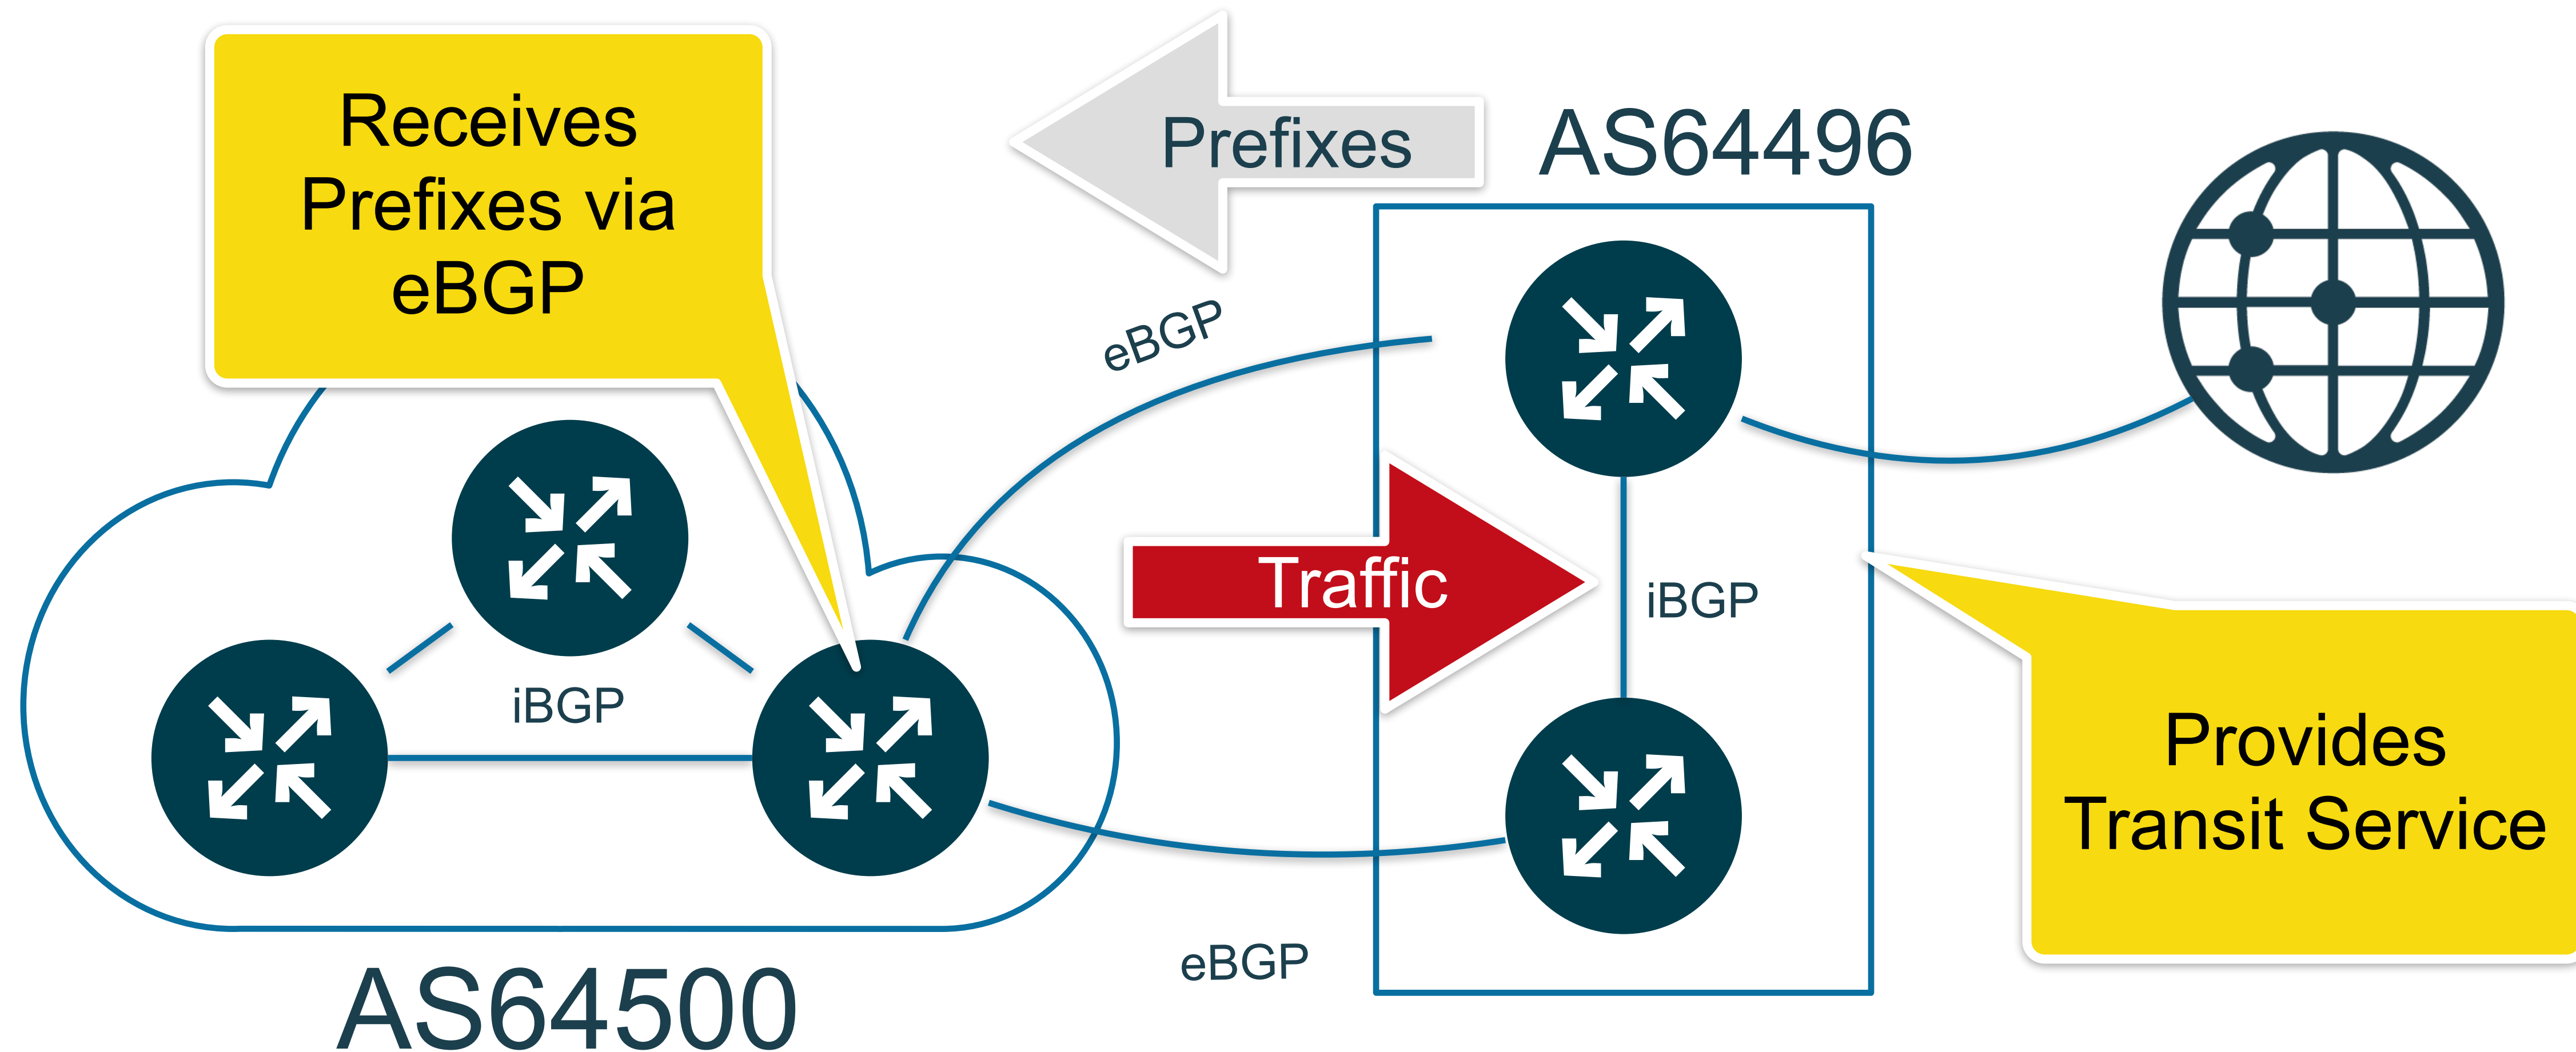 Receives
Prefixes via
eBGP
Prefixes
AS64496
eBGP
Traffic
iBGP
iBGP
Provides
Transit Service
eBGP
AS64500